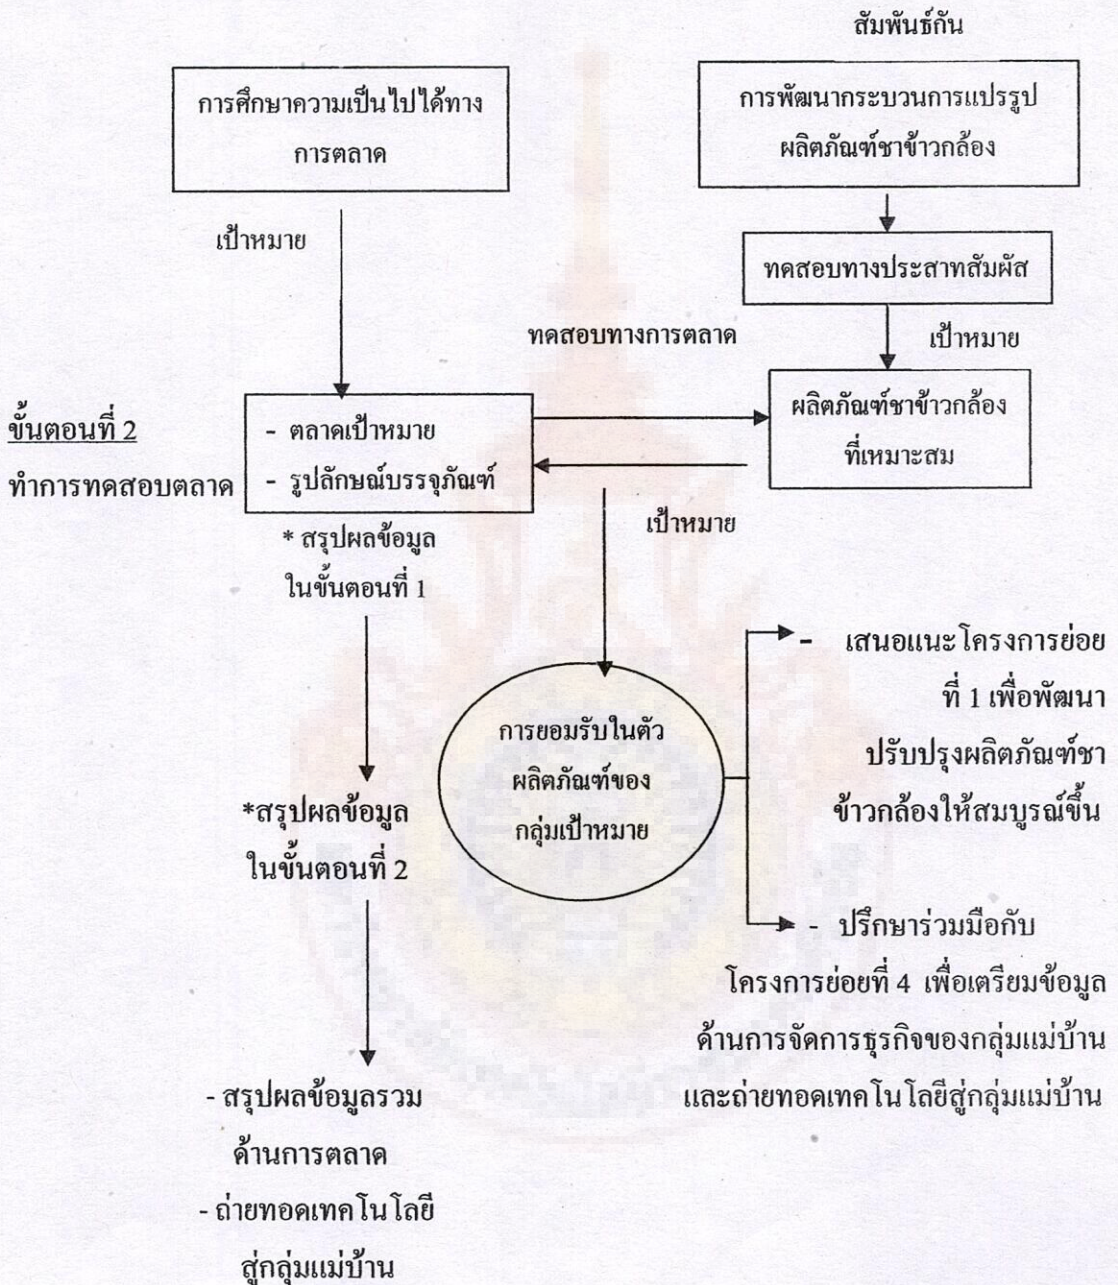 สัมพันธ์กัน
การศึกษาความเป็นไปได้ทาง
การตลาด
การพัฒนากระบวนการแปรรูป
ผลิตภัณฑ์ชาข้าวกล้อง
เป้าหมาย
ทดสอบทางประสาทสัมผัส
ทดสอบทางการตลาด
เป้าหมาย
ขั้นตอนที่ 2
ทำการทดสอบตลาด
- ตลาดเป้าหมาย
- รูปลักษณ์บรรจุภัณฑ์
ผลิตภัณฑ์ชาข้าวกล้อง
ที่เหมาะสม
* สรุปผลข้อมูล
ในขั้นตอนที่ 1
เป้าหมาย
การยอมรับในตัว
ผลิตภัณฑ์ของ
กลุ่มเป้าหมาย
- เสนอแนะโครงการย่อย
ที่ 1 เพื่อพัฒนา
ปรับปรุงผลิตภัณฑ์ชา
ข้าวกล้องให้สมบูรณ์ขึ้น
*สรุปผลข้อมูล
ในขั้นตอนที่ 2
- ปรึกษาร่วมมือกับ
โครงการย่อยที่ 4 เพื่อเตรียมข้อมูล
ด้านการจัดการธุรกิจของกลุ่มแม่บ้าน
และถ่ายทอดเทคโนโลยีสู่กลุ่มแม่บ้าน
- สรุปผลข้อมูลรวม
ด้านการตลาด
- ถ่ายทอดเทคโนโลยี
สู่กลุ่มแม่บ้าน